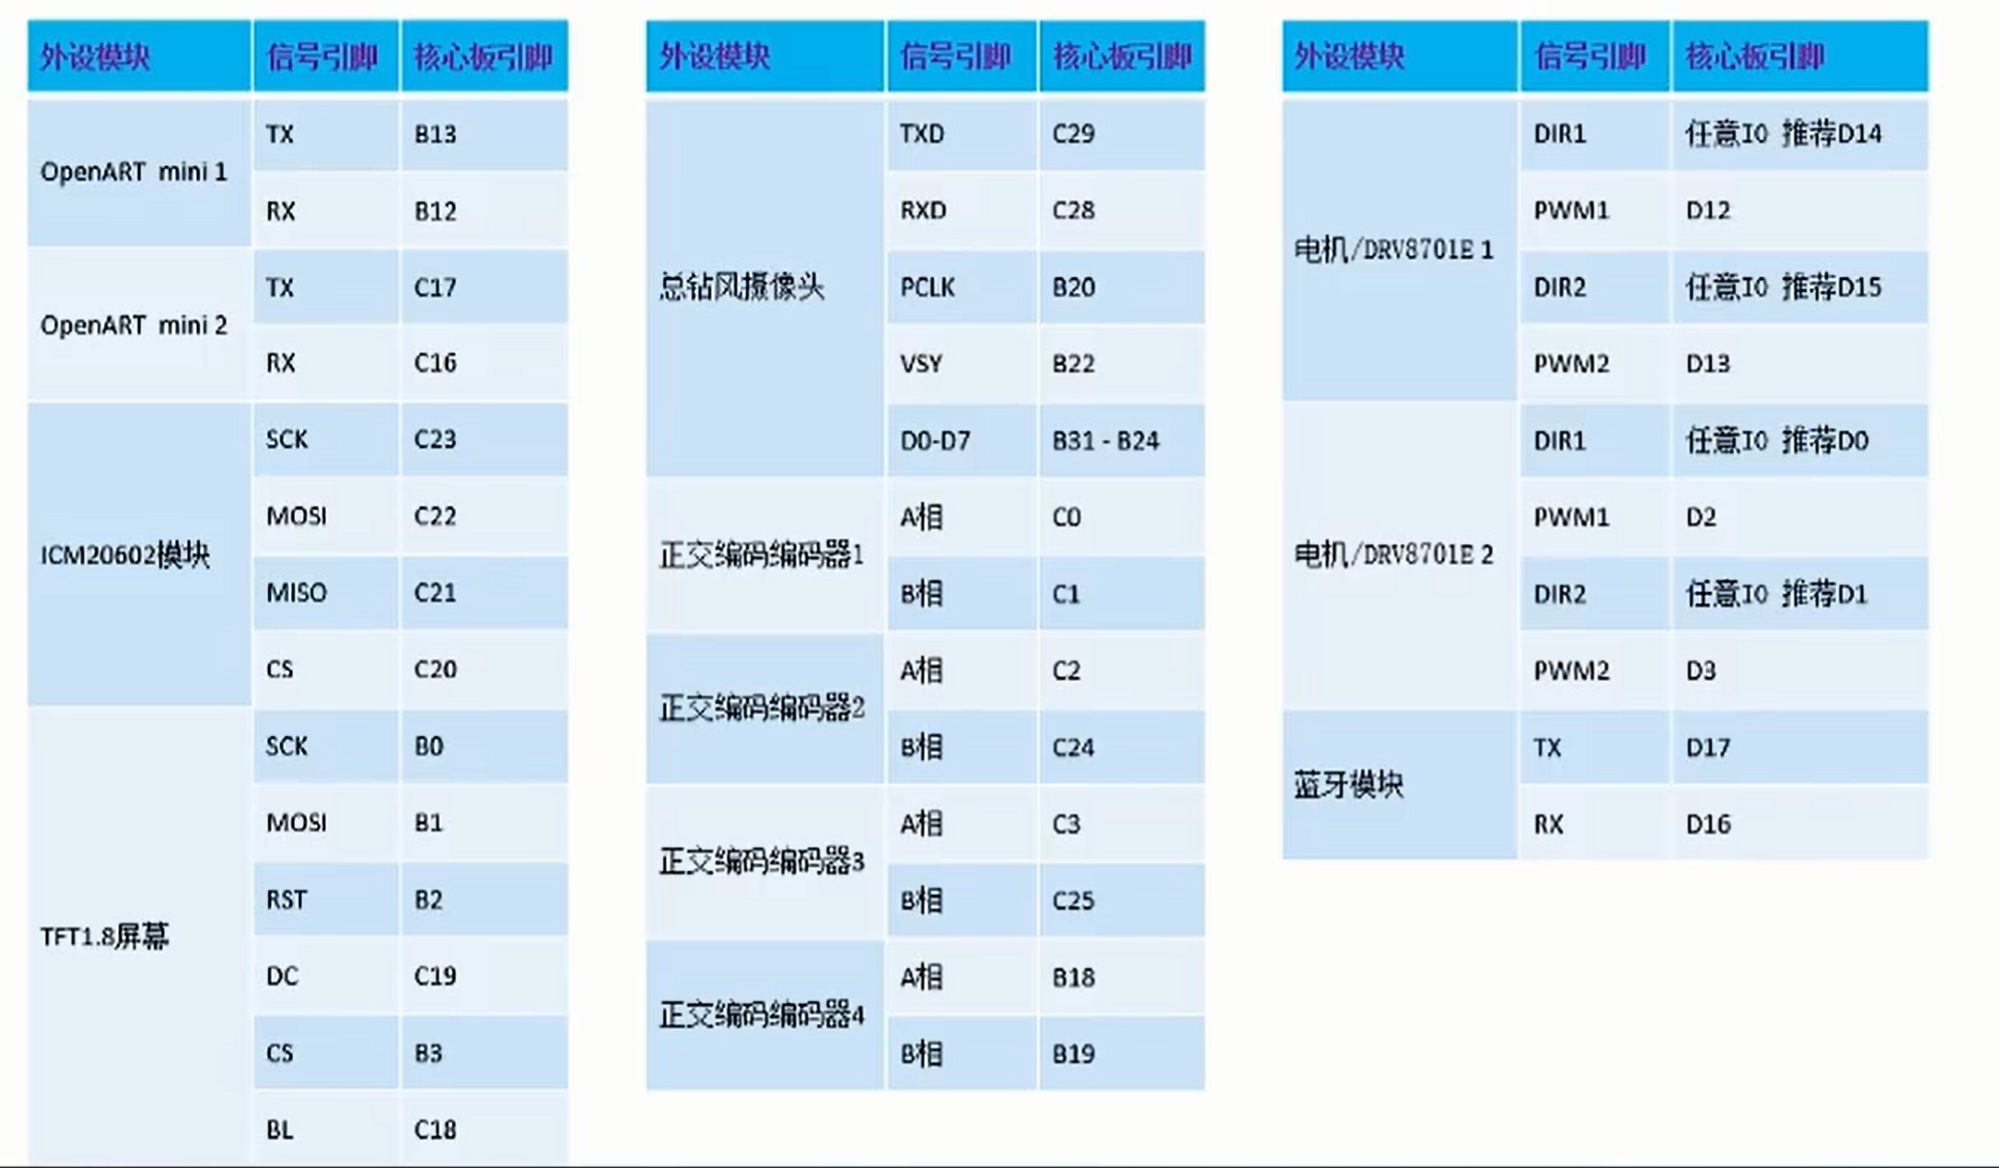 外设模块 信号引脚 核心板引脚
OpenART mini 1 TX B13
RX B12
OpenART mini 2 TX C17
RX C16
ICM20602模块 SCK C23
MOSI C22
MISO C21
CS C20
TFT1.8屏幕 SCK B0
MOSI B1
RST B2
DC C19
CS B3
BL C18
外设模块 信号引脚 核心板引脚
总钻风摄像头 TXD C29
RXD C28
PCLK B20
VSY B22
D0-D7 B31 - B24
正交编码编码器1 A相 C0
B相 C1
正交编码编码器2 A相 C2
B相 C24
正交编码编码器3 A相 C3
B相 C25
正交编码编码器4 A相 B18
B相 B19
外设模块 信号引脚 核心板引脚
电机/DRV8701E 1 DIR1 任意IO 推荐D14
PWM1 D12
DIR2 任意IO 推荐D15
PWM2 D13
电机/DRV8701E 2 DIR1 任意IO 推荐D0
PWM1 D2
DIR2 任意IO 推荐D1
PWM2 D3
蓝牙模块 TX D17
RX D16